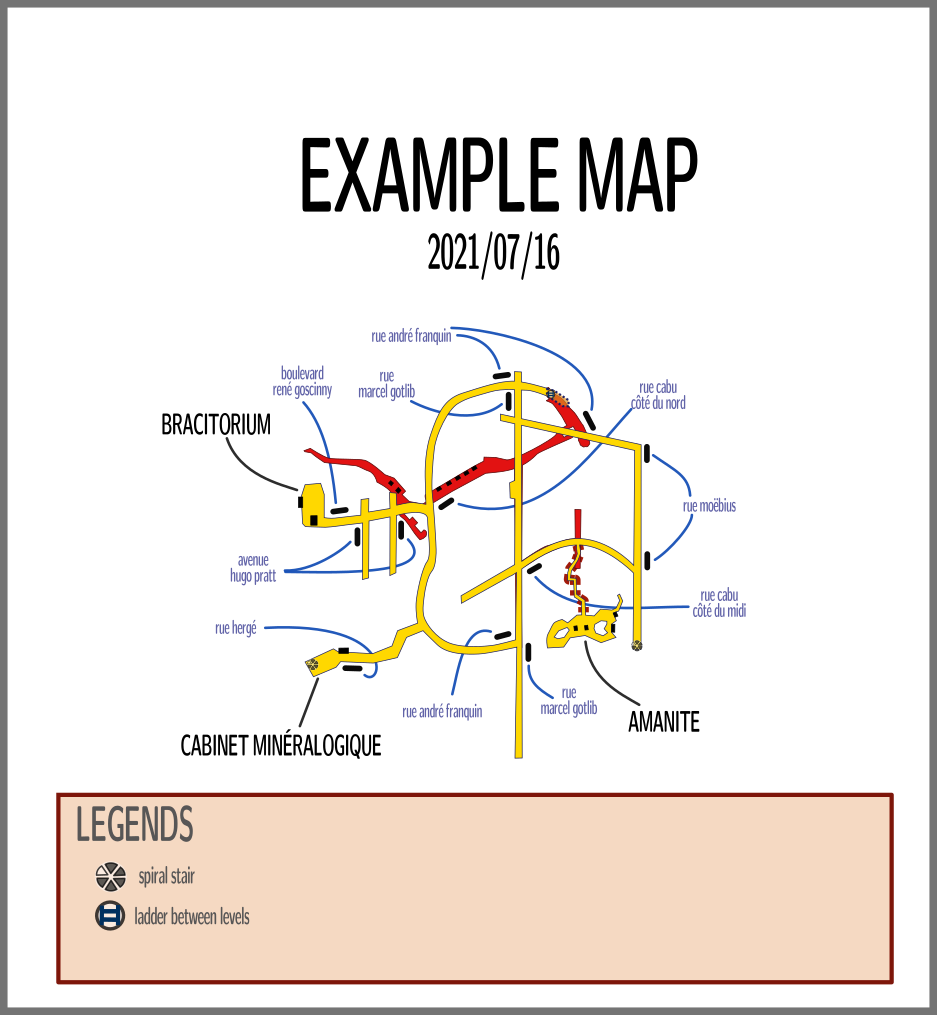 EXAMPLE MAP
2021/07/16
rue andré franquin
boulevard
rené goscinny
rue
marcel gotlib
rue cabu
côté du nord
BRACITORIUM
rue moëbius
avenue
hugo pratt
rue cabu
côté du midi
rue hergé
rue andré franquin
rue
marcel gotlib
AMANITE
CABINET MINÉRALOGIQUE
LEGENDS
spiral stair
ladder between levels